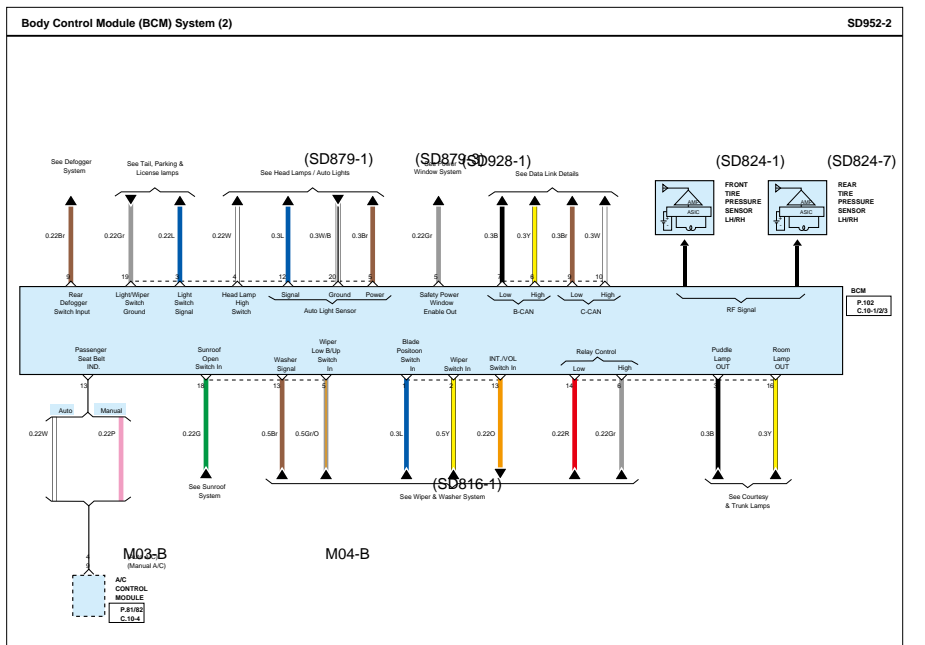 Body Control Module (BCM) System (2)
SD952-2
See Defogger
System
See Tail, Parking &
License lamps
(SD879-1)
See Head Lamps / Auto Lights
(SD879-3)
Window System
(SD928-1)
See Data Link Details
(SD824-1)
(SD824-7)
AMP
ASIC
FRONT
TIRE
PRESSURE
SENSOR
LH/RH
AMP
ASIC
REAR
TIRE
PRESSURE
SENSOR
LH/RH
0.22Br
0.22Gr
0.22L
0.22W
0.3L
0.3W/B
0.3Br
0.22Gr
0.3B
0.3Y
0.3Br
0.3W
9
19
3
4
12
20
5
5
7
8
9
10
Rear
Defogger
Switch Input
Light/Wiper
Switch
Ground
Light
Switch
Signal
Head Lamp
High
Switch
Signal
Ground
Power
Auto Light Sensor
Safety Power
Window
Enable Out
Low
High
B-CAN
Low
High
C-CAN
RF Signal
BCM
P.102
C.10-1/2/3
Passenger
Seat Belt
IND.
Sunroof
Open
Switch In
Washer
Signal
Wiper
Low B/Up
Switch
In
Blade
Positioon
Switch
In
Wiper
Switch In
INT./VOL
Switch In
Relay Control
Low
High
Puddle
Lamp
OUT
Room
Lamp
OUT
13
18
13
5
1
2
13
14
6
16
Auto
Manual
0.22W
0.22P
0.22G
0.5Br
0.5Gr/O
0.3L
0.5Y
0.22O
0.22R
0.22Gr
0.3B
0.3Y
See Sunroof
System
(SD816-1)
See Wiper & Washer System
See Courtesy
& Trunk Lamps
M03-B
M04-B
4
9
(Manual A/C)
A/C
CONTROL
MODULE
P.81/82
C.10-4